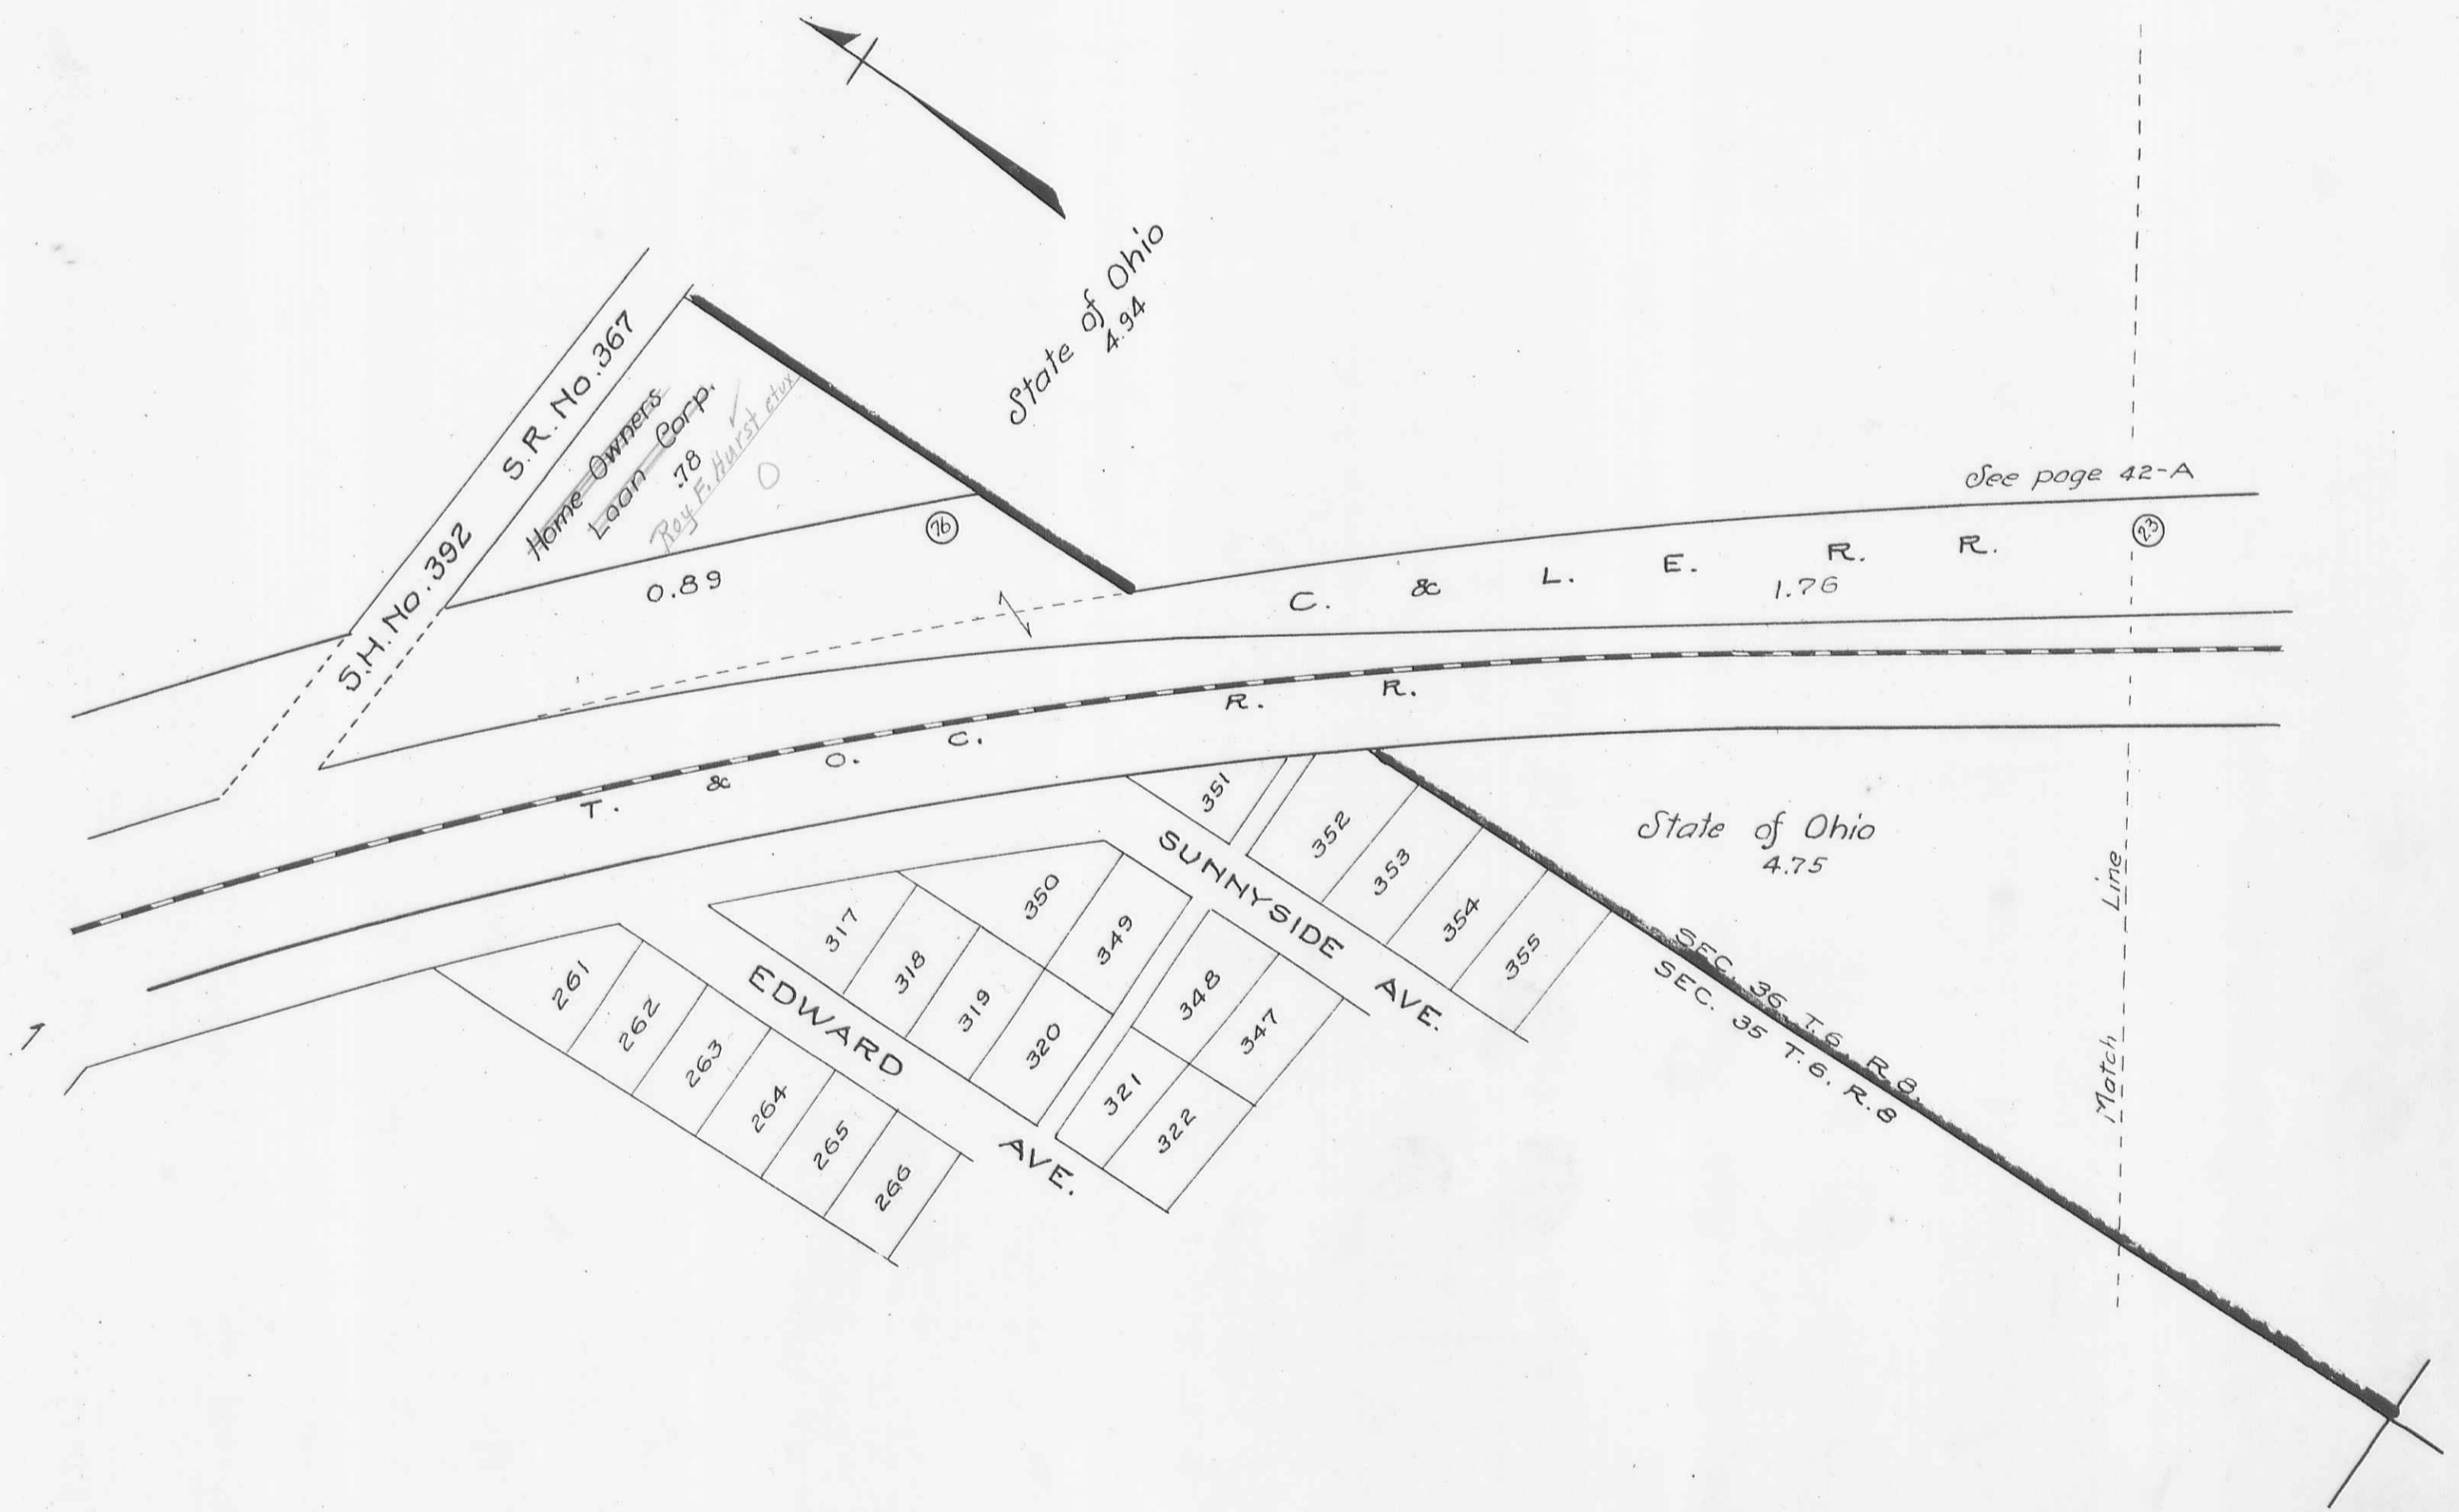 State of Ohio
4.94
S.R. No. 367
S.H. No. 392
Home Owners
Loan Corp.
.78
Roy F. Hurst etux
0
76
0.89
See page 42-A
23
C. & L. E. R. R.
1.76
T. & O. C. R. R.
State of Ohio
4.75
SUNNYSIDE AVE.
351
352
353
354
355
317
318
319
320
350
349
348
347
321
322
EDWARD AVE.
261
262
263
264
265
266
SEC. 36 T.6. R.8.
SEC. 35 T.6. R.8
Match Line